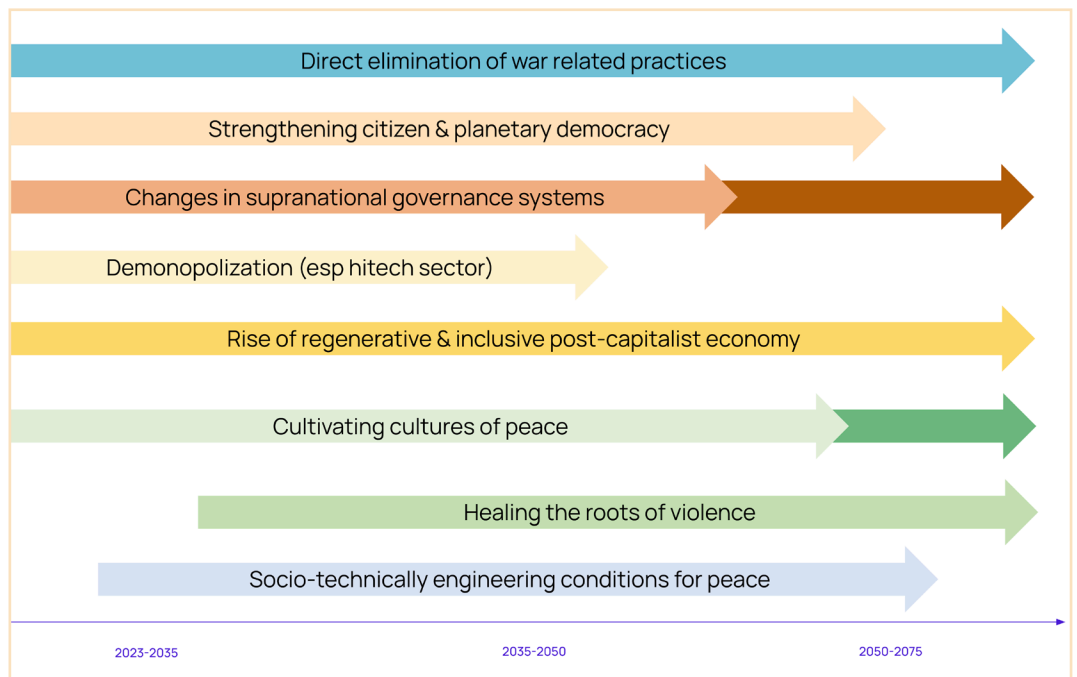 Direct elimination of war related practices
Strengthening citizen & planetary democracy
Changes in supranational governance systems
Demonopolization (esp hitech sector)
Rise of regenerative & inclusive post-capitalist economy
Cultivating cultures of peace
Healing the roots of violence
Socio-technically engineering conditions for peace
2023-2035 2035-2050 2050-2075